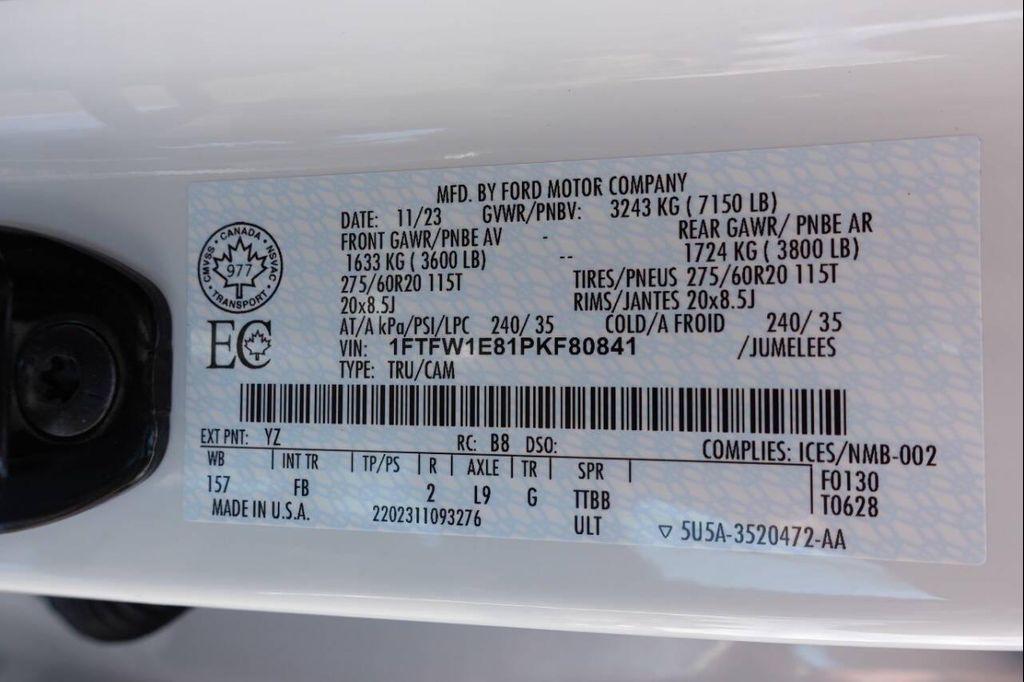 MFD. BY FORD MOTOR COMPANY
DATE: 11/23 GVWR/PNBV: 3243 KG ( 7150 LB)
FRONT GAWR/PNBE AV - REAR GAWR/ PNBE AR
1633 KG ( 3600 LB) -- 1724 KG ( 3800 LB)
275/60R20 115T TIRES/PNEUS 275/60R20 115T
20x8.5J RIMS/JANTES 20x8.5J
AT/A kPa/PSI/LPC 240/ 35 COLD/A FROID 240/ 35
VIN: 1FTFW1E81PKF80841 /JUMELEES
TYPE: TRU/CAM
CANADA
CMVSS NSVAC
977
TRANSPORT
EC
EXT PNT: YZ RC: B8 DSO: COMPLIES: ICES/NMB-002
WB | INT TR | TP/PS | R | AXLE | TR | SPR | F0130
157 FB 2 L9 G TTBB T0628
MADE IN U.S.A. 2202311093276 ULT ▽ 5U5A-3520472-AA